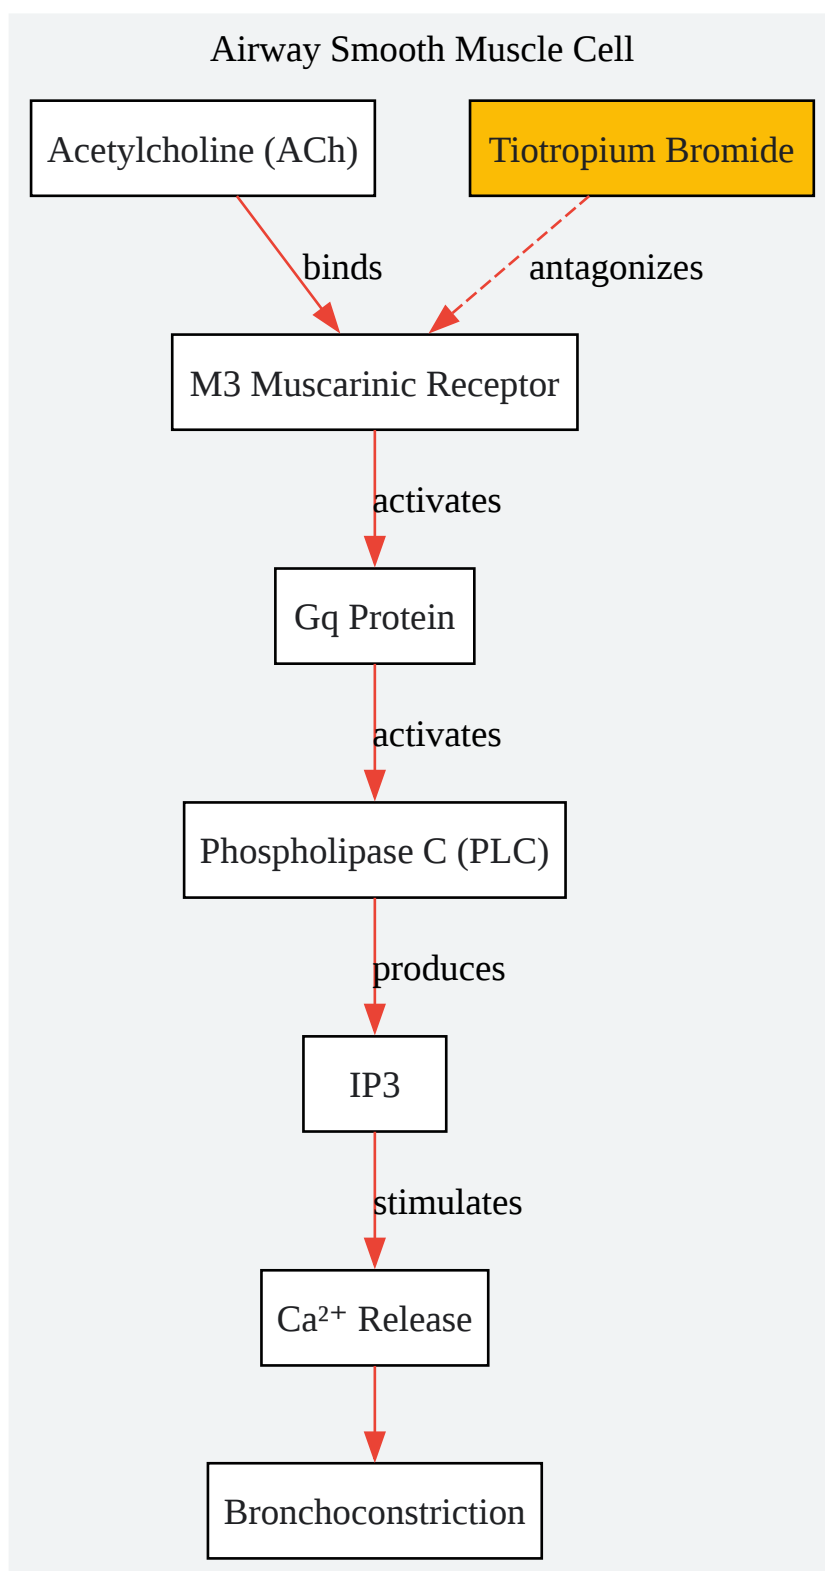 Airway Smooth Muscle Cell
Acetylcholine (ACh)
Tiotropium Bromide
binds
antagonizes
M3 Muscarinic Receptor
activates
Gq Protein
activates
Phospholipase C (PLC)
produces
IP3
stimulates
Ca²⁺ Release
Bronchoconstriction